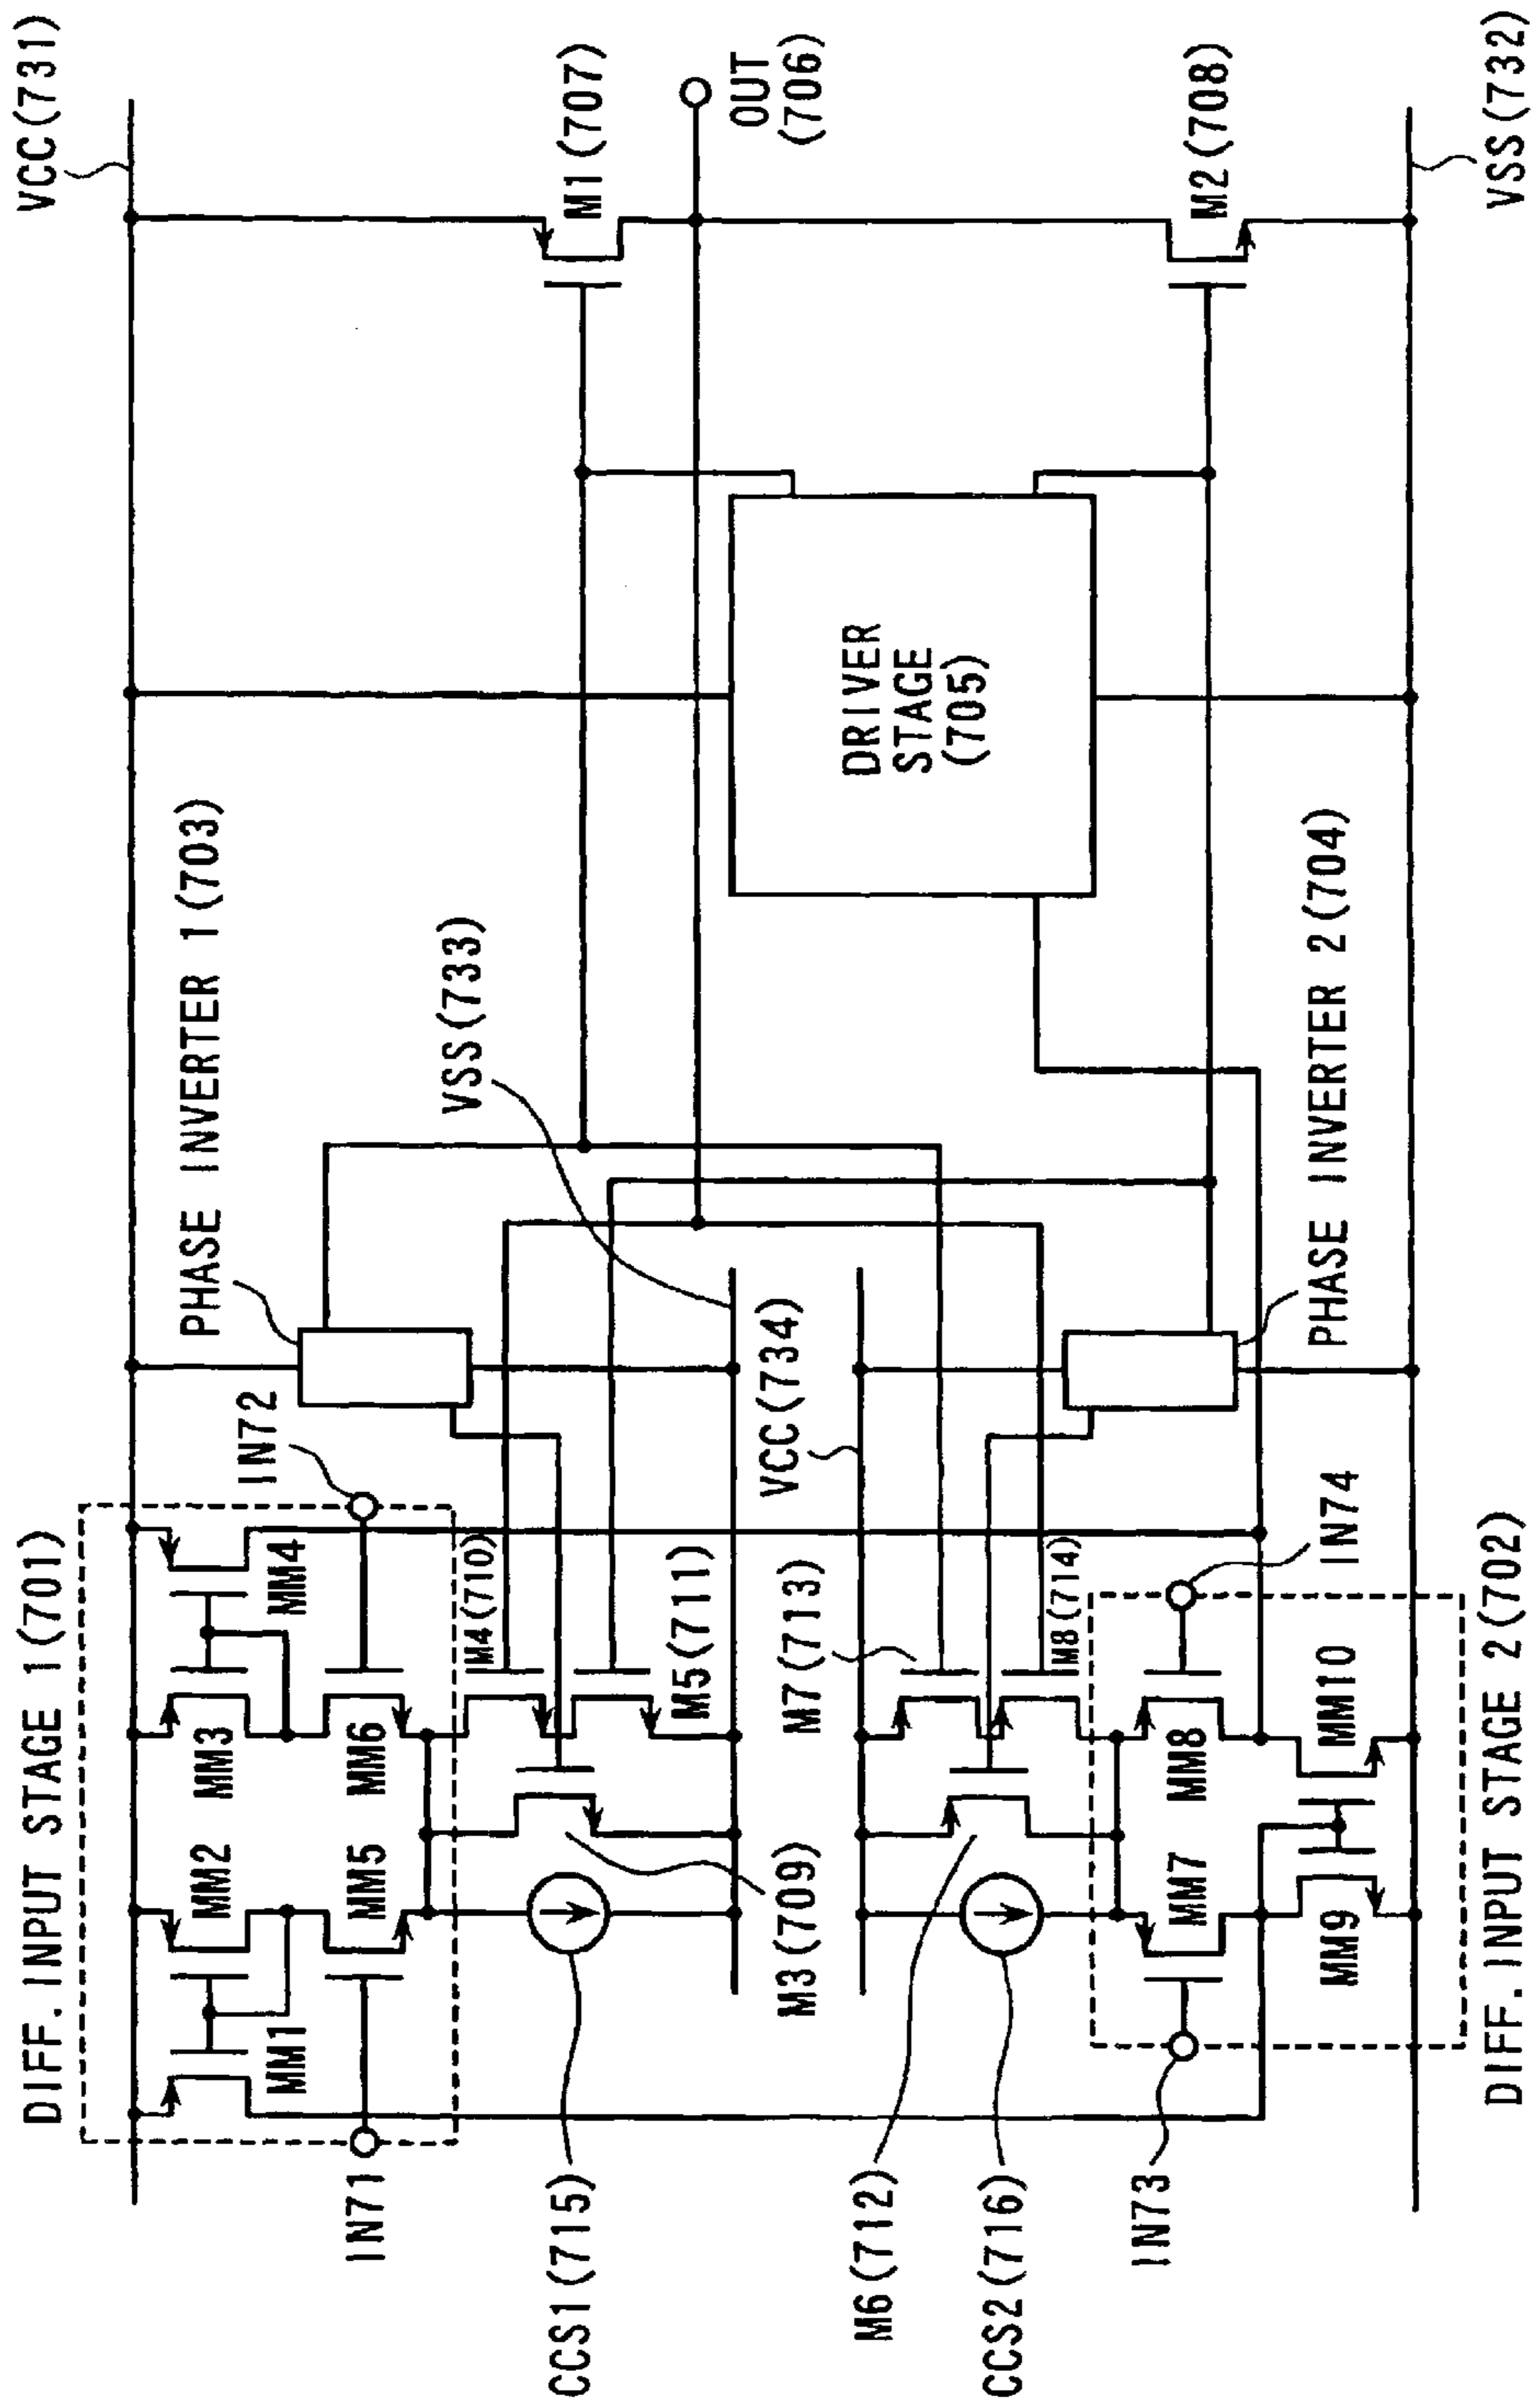 DIFF. INPUT STAGE 1(701)
VCC(731)
PHASE INVERTER 1(703)
MM1
MM2
MM3
MM4
IN72
IN71
MM5
MM6
M4(710)
VSS(733)
M1(707)
CCS1(715)
M5(711)
OUT
(706)
M3(709)
VCC(734)
M7(713)
DRIVER
STAGE
(705)
M6(712)
CCS2(716)
M8(714)
IN73
MM7
MM8
IN74
M2(708)
MM9
MM10
PHASE INVERTER 2(704)
DIFF. INPUT STAGE 2(702)
VSS(732)